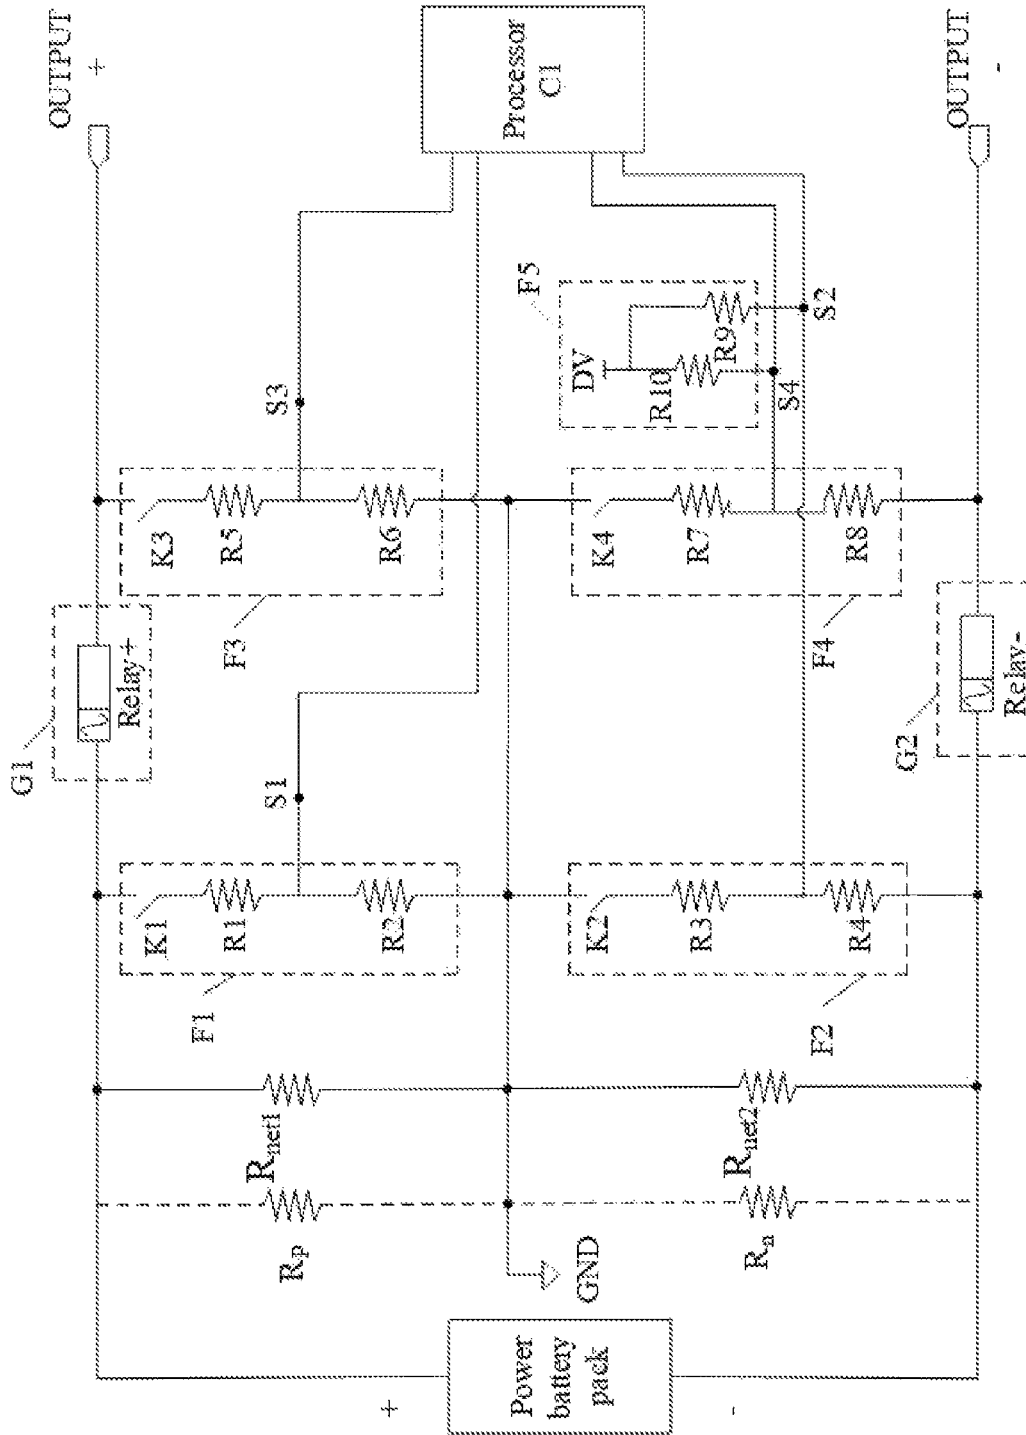 OUTPUT
+
Processor
C1
OUTPUT
-
S3
F5
DV
R10
R9
S4
S2
K3
R5
R6
K4
R7
R8
F3
F4
G1
Relay+
G2
Relay-
S1
K1
R1
R2
K2
R3
R4
F1
F2
Rnet1
Rnet2
Rp
Rn
GND
+
Power
battery
pack
-